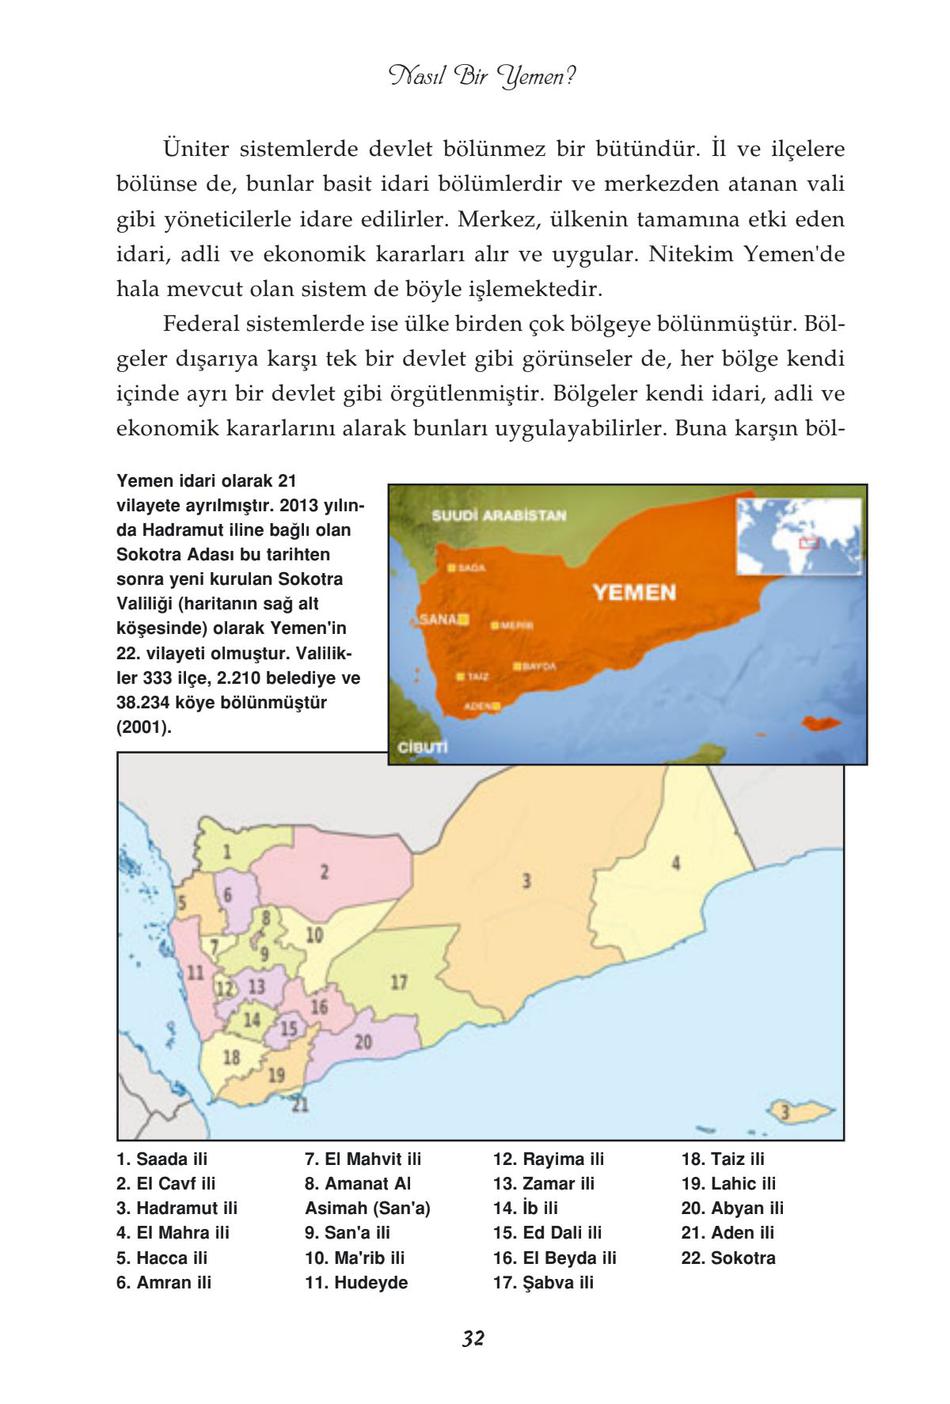 Nasıl Bir Yemen?
Üniter sistemlerde devlet bölünmez bir bütündür. İl ve ilçelere
bölünse de, bunlar basit idari bölümlerdir ve merkezden atanan vali
gibi yöneticilerle idare edilirler. Merkez, ülkenin tamamına etki eden
idari, adli ve ekonomik kararları alır ve uygular. Nitekim Yemen'de
hala mevcut olan sistem de böyle işlemektedir.
Federal sistemlerde ise ülke birden çok bölgeye bölünmüştür. Böl-
geler dışarıya karşı tek bir devlet gibi görünseler de, her bölge kendi
içinde ayrı bir devlet gibi örgütlenmiştir. Bölgeler kendi idari, adli ve
ekonomik kararlarını alarak bunları uygulayabilirler. Buna karşın böl-
Yemen idari olarak 21
vilayete ayrılmıştır. 2013 yılın-
da Hadramut iline bağlı olan
Sokotra Adası bu tarihten
sonra yeni kurulan Sokotra
Valiliği (haritanın sağ alt
köşesinde) olarak Yemen'in
22. vilayeti olmuştur. Valilik-
ler 333 ilçe, 2.210 belediye ve
38.234 köye bölünmüştür
(2001).
SUUDİ ARABİSTAN
SADA
YEMEN
SANA
MERİB
BAYDA
TAİZ
ADEN
CİBUTİ
1
2
3
4
5
6
7
8
9
10
11
12
13
14
15
16
17
18
19
20
21
3
1. Saada ili
2. El Cavf ili
3. Hadramut ili
4. El Mahra ili
5. Hacca ili
6. Amran ili
7. El Mahvit ili
8. Amanat Al
Asimah (San'a)
9. San'a ili
10. Ma'rib ili
11. Hudeyde
12. Rayima ili
13. Zamar ili
14. İb ili
15. Ed Dali ili
16. El Beyda ili
17. Şabva ili
18. Taiz ili
19. Lahic ili
20. Abyan ili
21. Aden ili
22. Sokotra
32